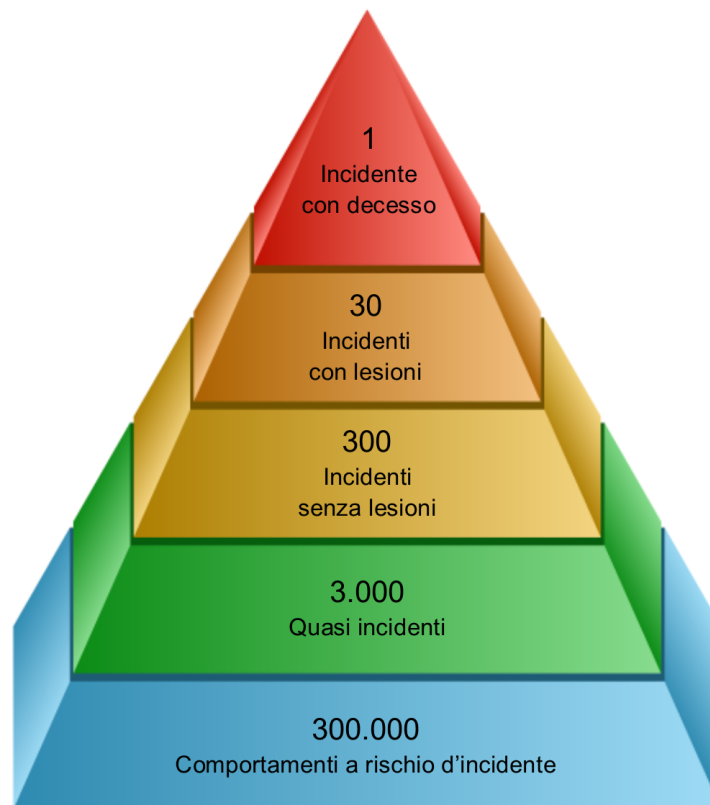 1
Incidente
con decesso
30
Incidenti
con lesioni
300
Incidenti
senza lesioni
3.000
Quasi incidenti
300.000
Comportamenti a rischio d’incidente